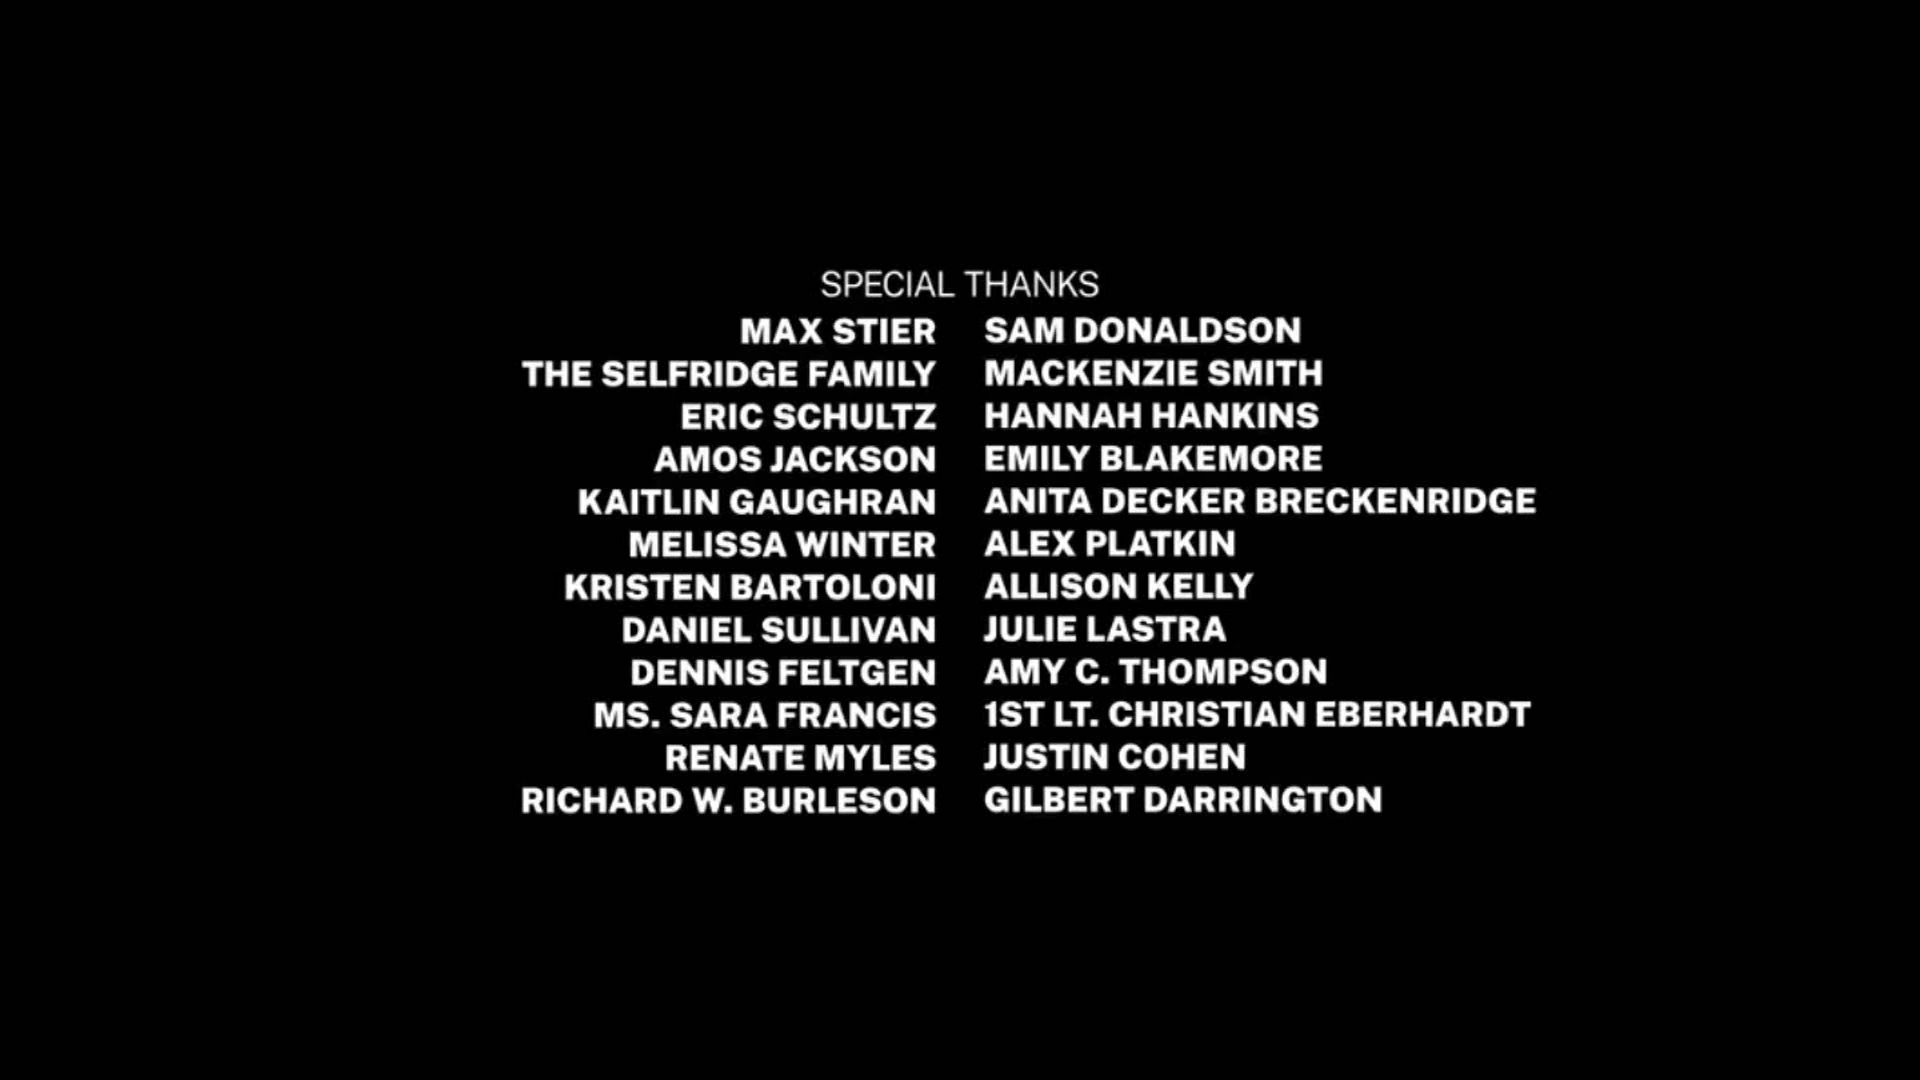 SPECIAL THANKS
MAX STIER SAM DONALDSON
THE SELFRIDGE FAMILY MACKENZIE SMITH
ERIC SCHULTZ HANNAH HANKINS
AMOS JACKSON EMILY BLAKEMORE
KAITLIN GAUGHRAN ANITA DECKER BRECKENRIDGE
MELISSA WINTER ALEX PLATKIN
KRISTEN BARTOLONI ALLISON KELLY
DANIEL SULLIVAN JULIE LASTRA
DENNIS FELTGEN AMY C. THOMPSON
MS. SARA FRANCIS 1ST LT. CHRISTIAN EBERHARDT
RENATE MYLES JUSTIN COHEN
RICHARD W. BURLESON GILBERT DARRINGTON